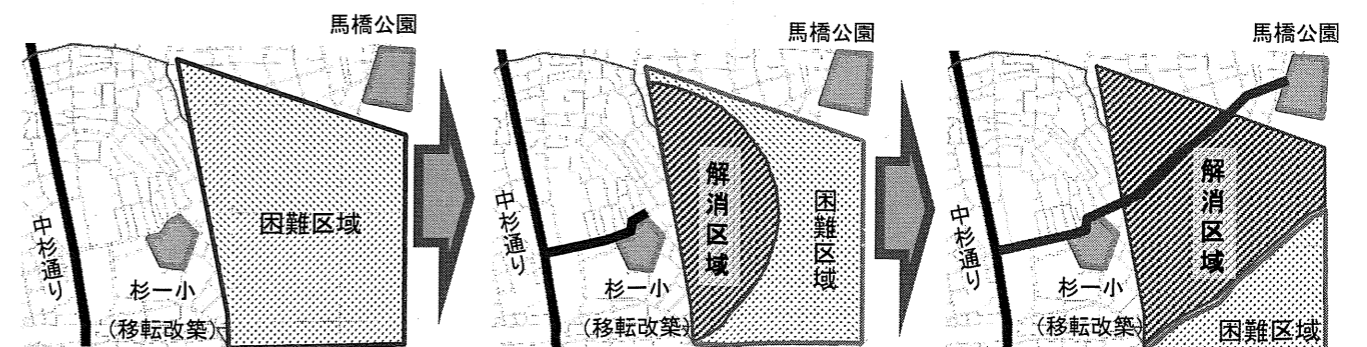 馬橋公園
困難区域
中杉通り
杉一小
(移転改築)
馬橋公園
解消区域
困難区域
中杉通り
杉一小
(移転改築)
馬橋公園
解消区域
中杉通り
杉一小
(移転改築)
困難区域